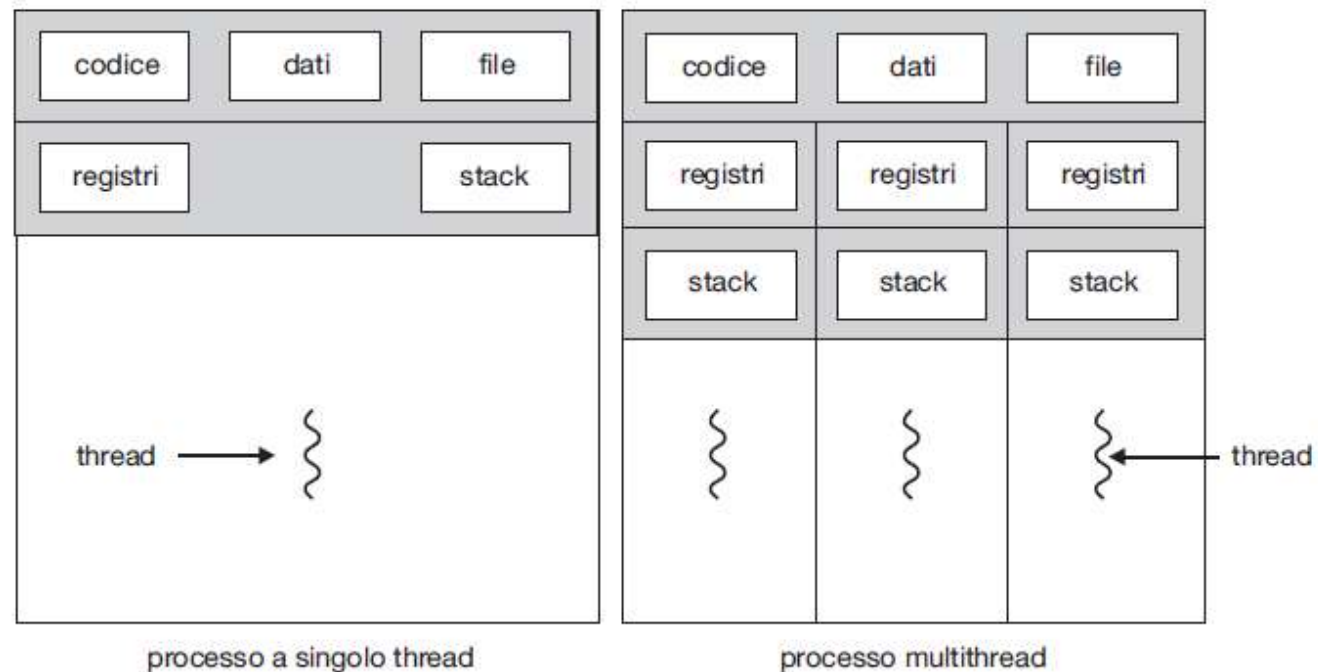 codice dati file
registri stack
thread
processo a singolo thread
codice dati file
registri registri registri
stack stack stack
thread
processo multithread